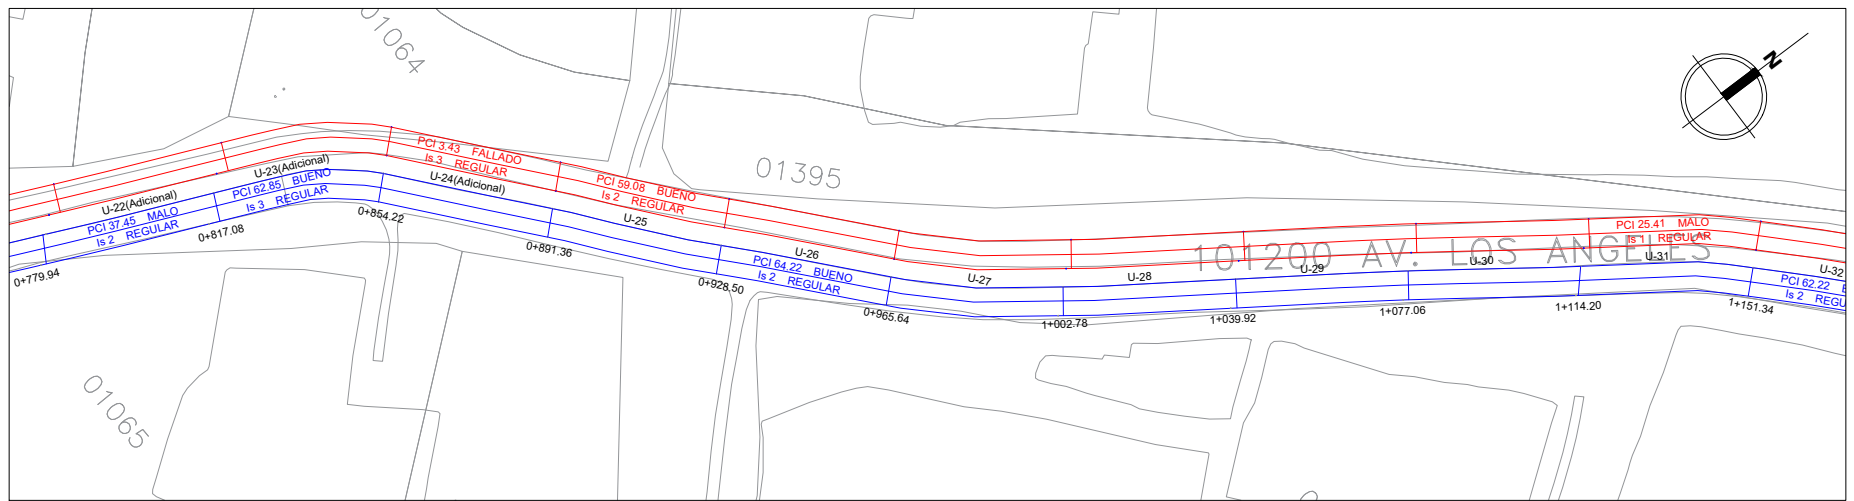 01064
N
01395
PCI 3.43 FALLADO
Is 3 REGULAR
PCI 59.08 BUENO
Is 2 REGULAR
PCI 25.41 MALO
Is 1 REGULAR
U-22(Adicional)
U-23(Adicional)
U-24(Adicional)
U-25
U-26
U-27
U-28
U-29
U-30
U-31
U-32
101200 AV. LOS ANGELES
PCI 37.45 MALO
Is 2 REGULAR
PCI 62.85 BUENO
Is 3 REGULAR
PCI 64.22 BUENO
Is 2 REGULAR
PCI 62.22 B
Is 2 REGU
0+779.94
0+817.08
0+854.22
0+891.36
0+928.50
0+965.64
1+002.78
1+039.92
1+077.06
1+114.20
1+151.34
01065